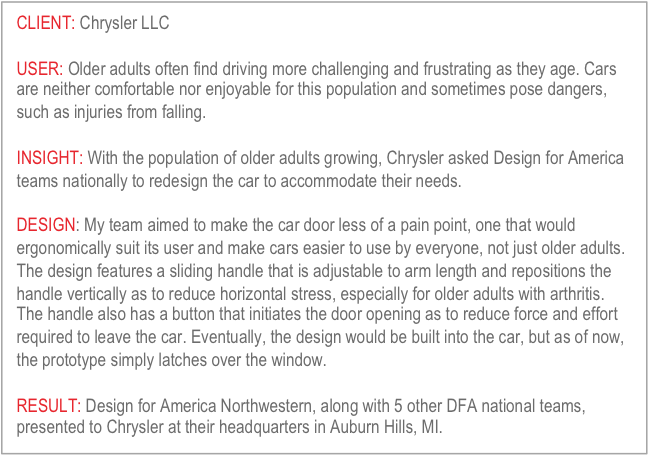 CLIENT: Chrysler LLC
USER: Older adults often find driving more challenging and frustrating as they age. Cars
are neither comfortable nor enjoyable for this population and sometimes pose dangers,
such as injuries from falling.
INSIGHT: With the population of older adults growing, Chrysler asked Design for America
teams nationally to redesign the car to accommodate their needs.
DESIGN: My team aimed to make the car door less of a pain point, one that would
ergonomically suit its user and make cars easier to use by everyone, not just older adults.
The design features a sliding handle that is adjustable to arm length and repositions the
handle vertically as to reduce horizontal stress, especially for older adults with arthritis.
The handle also has a button that initiates the door opening as to reduce force and effort
required to leave the car. Eventually, the design would be built into the car, but as of now,
the prototype simply latches over the window.
RESULT: Design for America Northwestern, along with 5 other DFA national teams,
presented to Chrysler at their headquarters in Auburn Hills, MI.